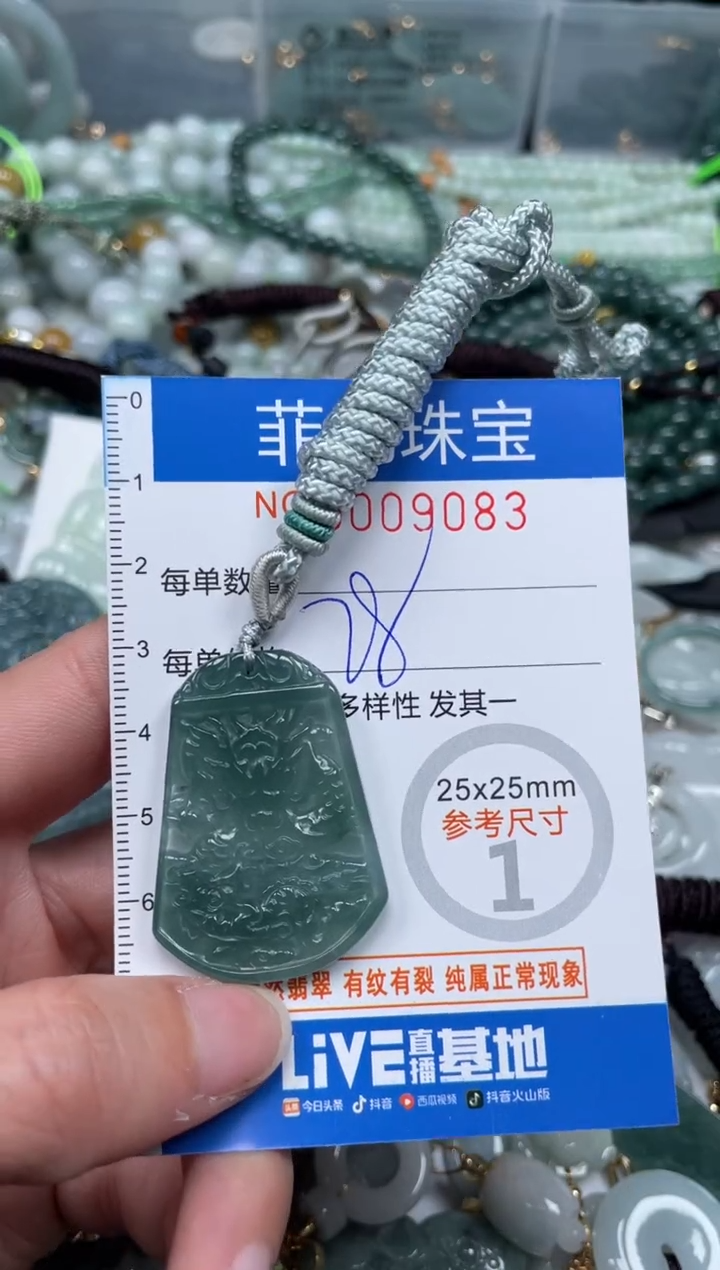 0
菲 珠宝
1
NO 009083
2
每单数
28
3
每单
多样性 发其一
4
25x25mm
5
参考尺寸
1
6
翡翠 有纹有裂 纯属正常现象
LiVE直播基地
头条 今日头条 抖音 西瓜视频 抖音火山版